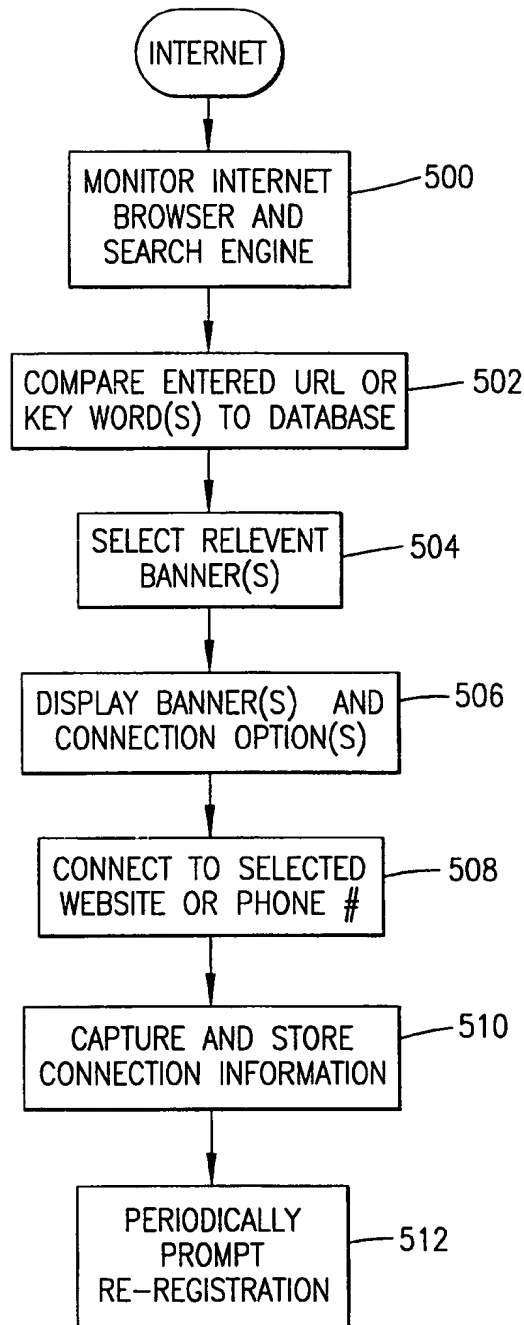 INTERNET
MONITOR INTERNET
BROWSER AND
SEARCH ENGINE
500
COMPARE ENTERED URL OR
KEY WORD(S) TO DATABASE
502
SELECT RELEVENT
BANNER(S)
504
DISPLAY BANNER(S) AND
CONNECTION OPTION(S)
506
CONNECT TO SELECTED
WEBSITE OR PHONE #
508
CAPTURE AND STORE
CONNECTION INFORMATION
510
PERIODICALLY
PROMPT
RE-REGISTRATION
512